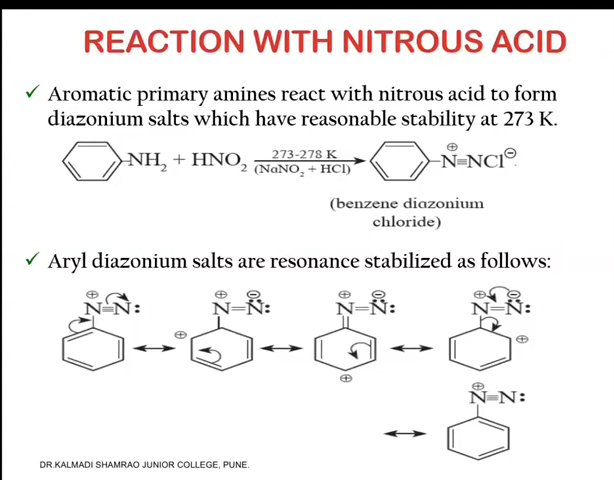 REACTION WITH NITROUS ACID
✓ Aromatic primary amines react with nitrous acid to form
diazonium salts which have reasonable stability at 273 K.
NH₂ + HNO₂ 273-278 K (NaNO₂ + HCl) N≡NCl ⊕ ⊖
(benzene diazonium
chloride)
✓ Aryl diazonium salts are resonance stabilized as follows:
⊕ ⊕ ⊖ ⊕ ⊖ ⊕ ⊖
N≡N: N=N: N=N: N=N:
⊕ ⊕
⊕
⊕
N≡N:
DR.KALMADI SHAMRAO JUNIOR COLLEGE, PUNE.